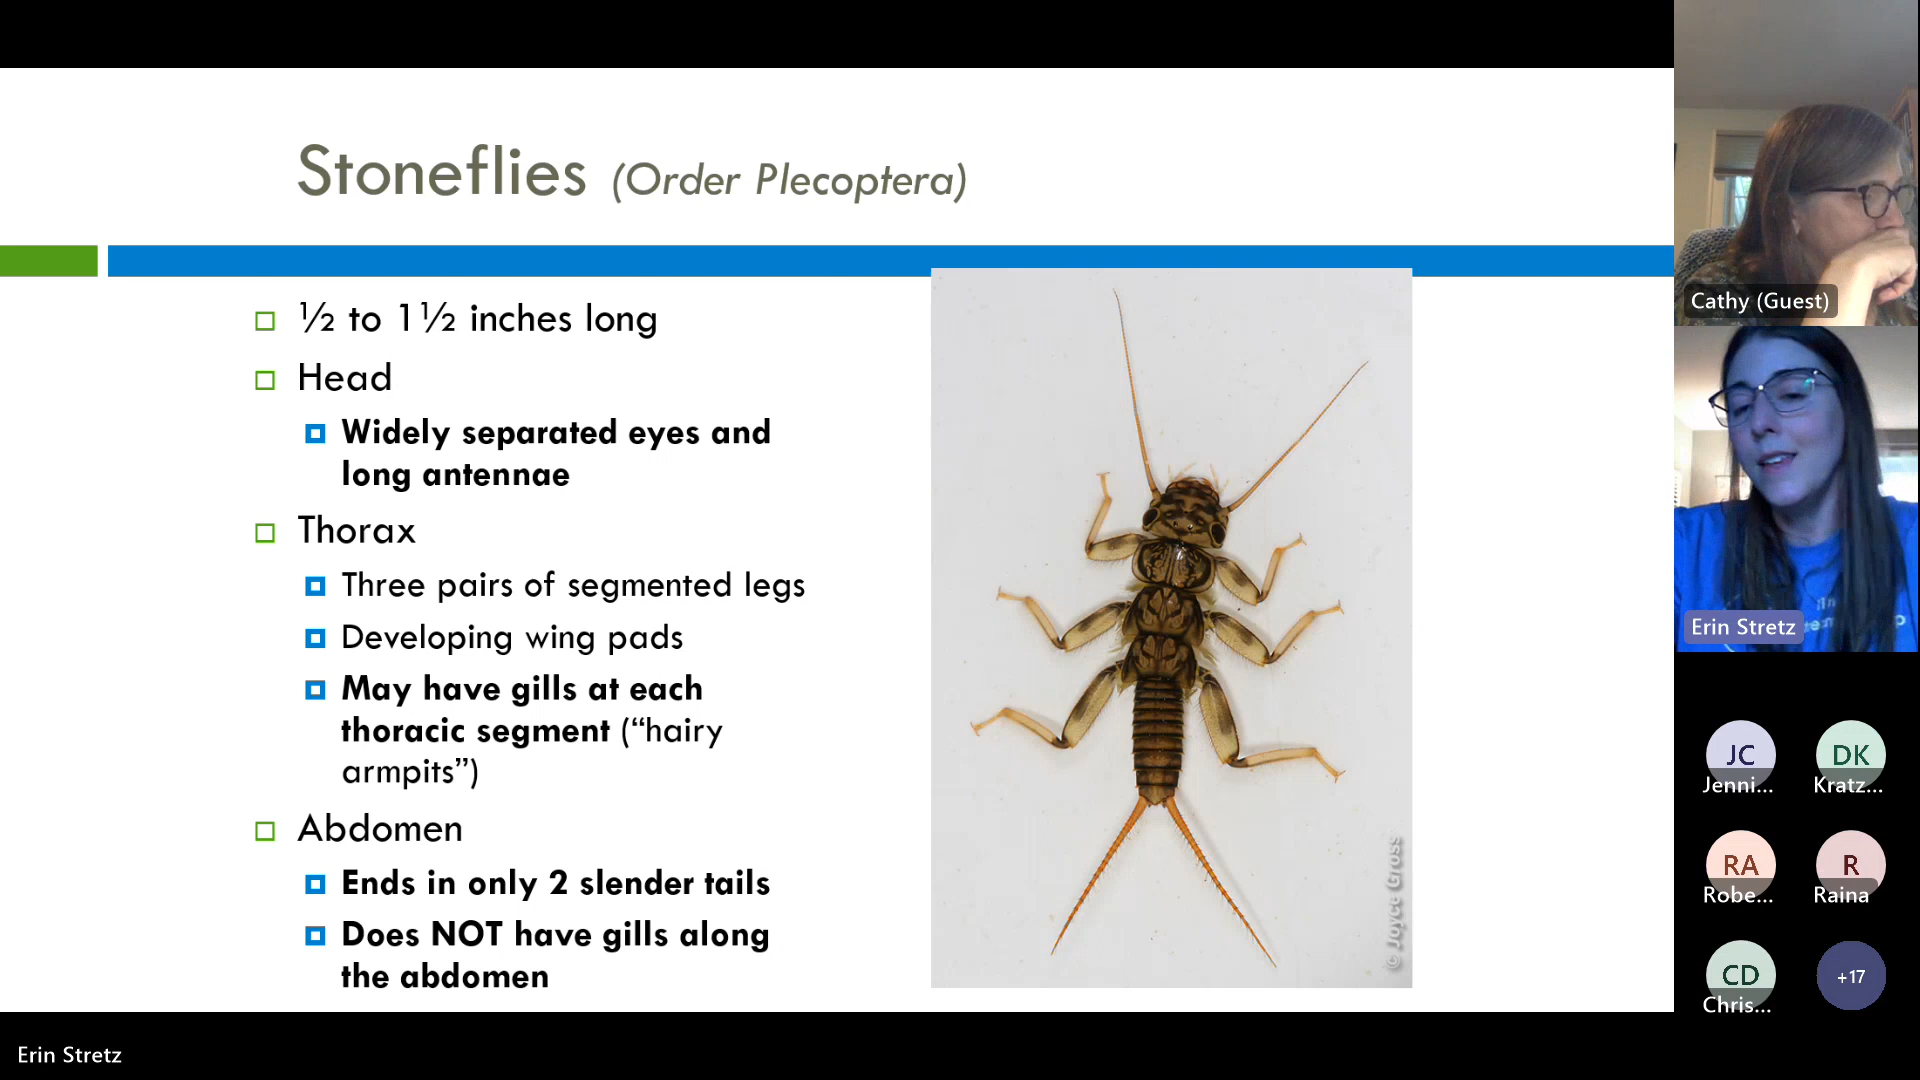 Stoneflies (Order Plecoptera)
½ to 1½ inches long
Head
Widely separated eyes and
long antennae
Thorax
Three pairs of segmented legs
Developing wing pads
May have gills at each
thoracic segment (“hairy
armpits”)
Abdomen
Ends in only 2 slender tails
Does NOT have gills along
the abdomen
© Joyce Gross
Cathy (Guest)
Erin Stretz
JC
Jenni...
DK
Kratz...
RA
Robe...
R
Raina
CD
Chris...
+17
Erin Stretz